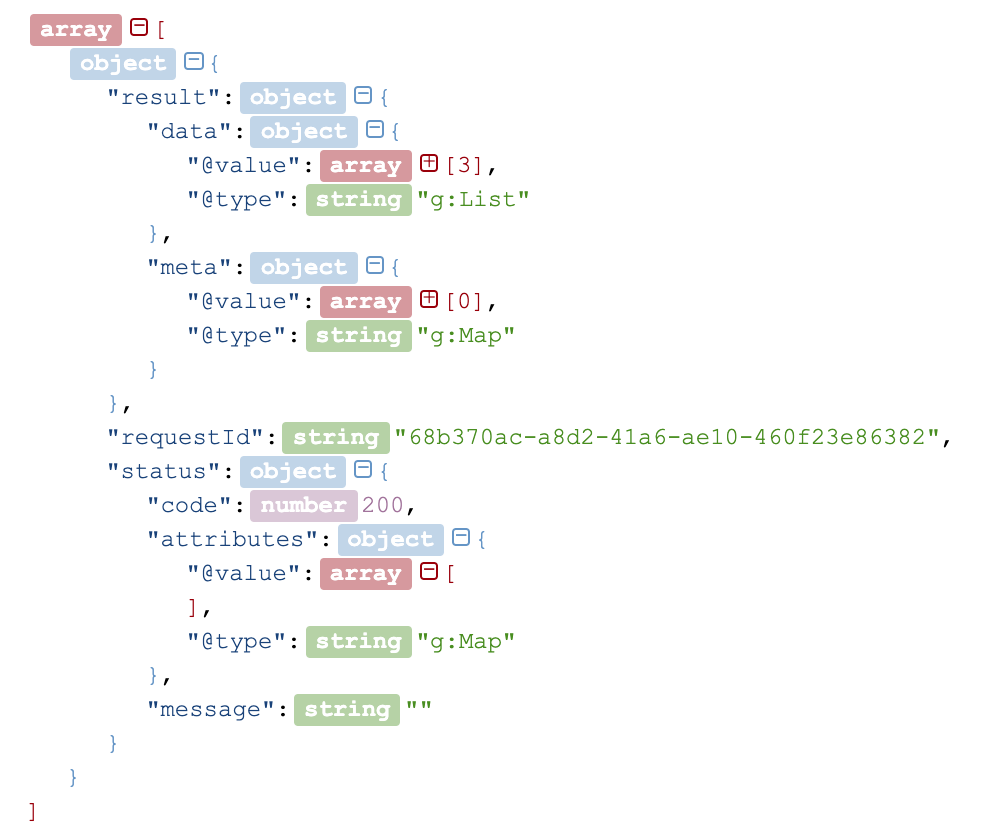 array [
object {
"result": object {
"data": object {
"@value": array [3],
"@type": string "g:List"
},
"meta": object {
"@value": array [0],
"@type": string "g:Map"
}
},
"requestId": string "68b370ac-a8d2-41a6-ae10-460f23e86382",
"status": object {
"code": number 200,
"attributes": object {
"@value": array [
],
"@type": string "g:Map"
},
"message": string ""
}
}
]